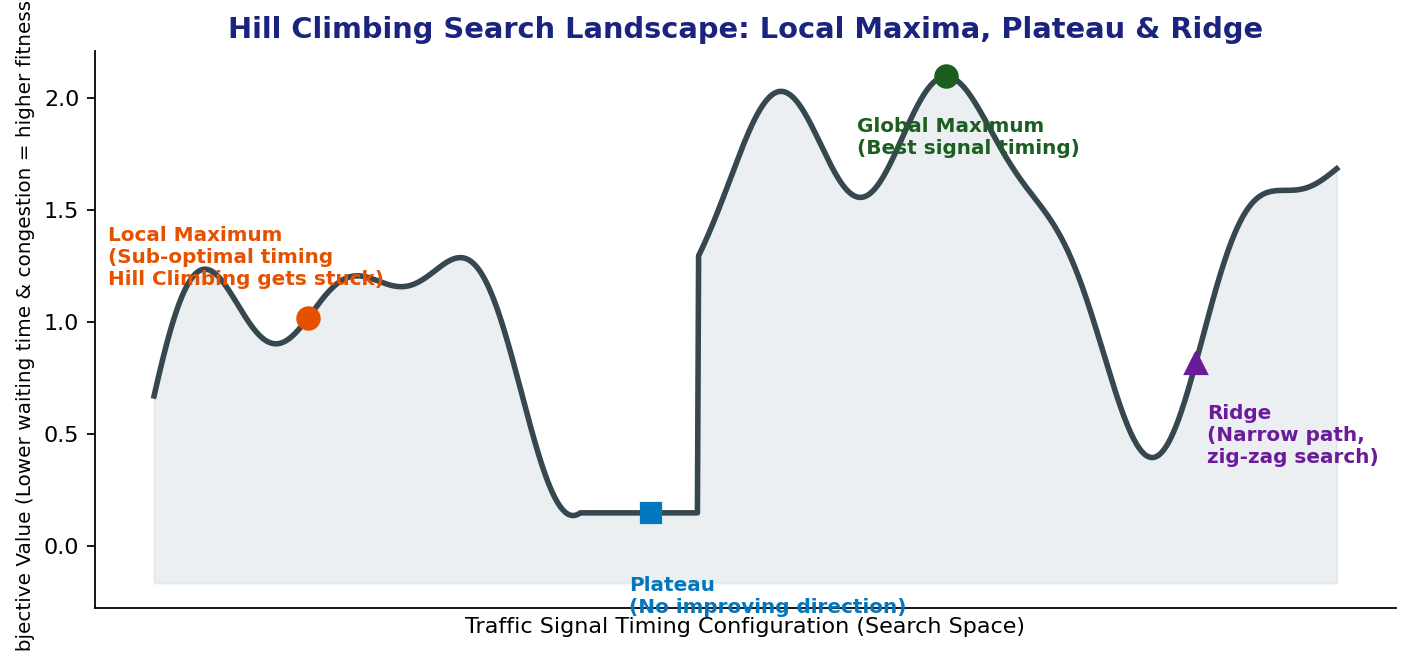 Hill Climbing Search Landscape: Local Maxima, Plateau & Ridge
bjective Value (Lower waiting time & congestion = higher fitness
2.0
1.5
1.0
0.5
0.0
Local Maximum
(Sub-optimal timing
Hill Climbing gets stuck)
Global Maximum
(Best signal timing)
Ridge
(Narrow path,
zig-zag search)
Plateau
(No improving direction)
Traffic Signal Timing Configuration (Search Space)